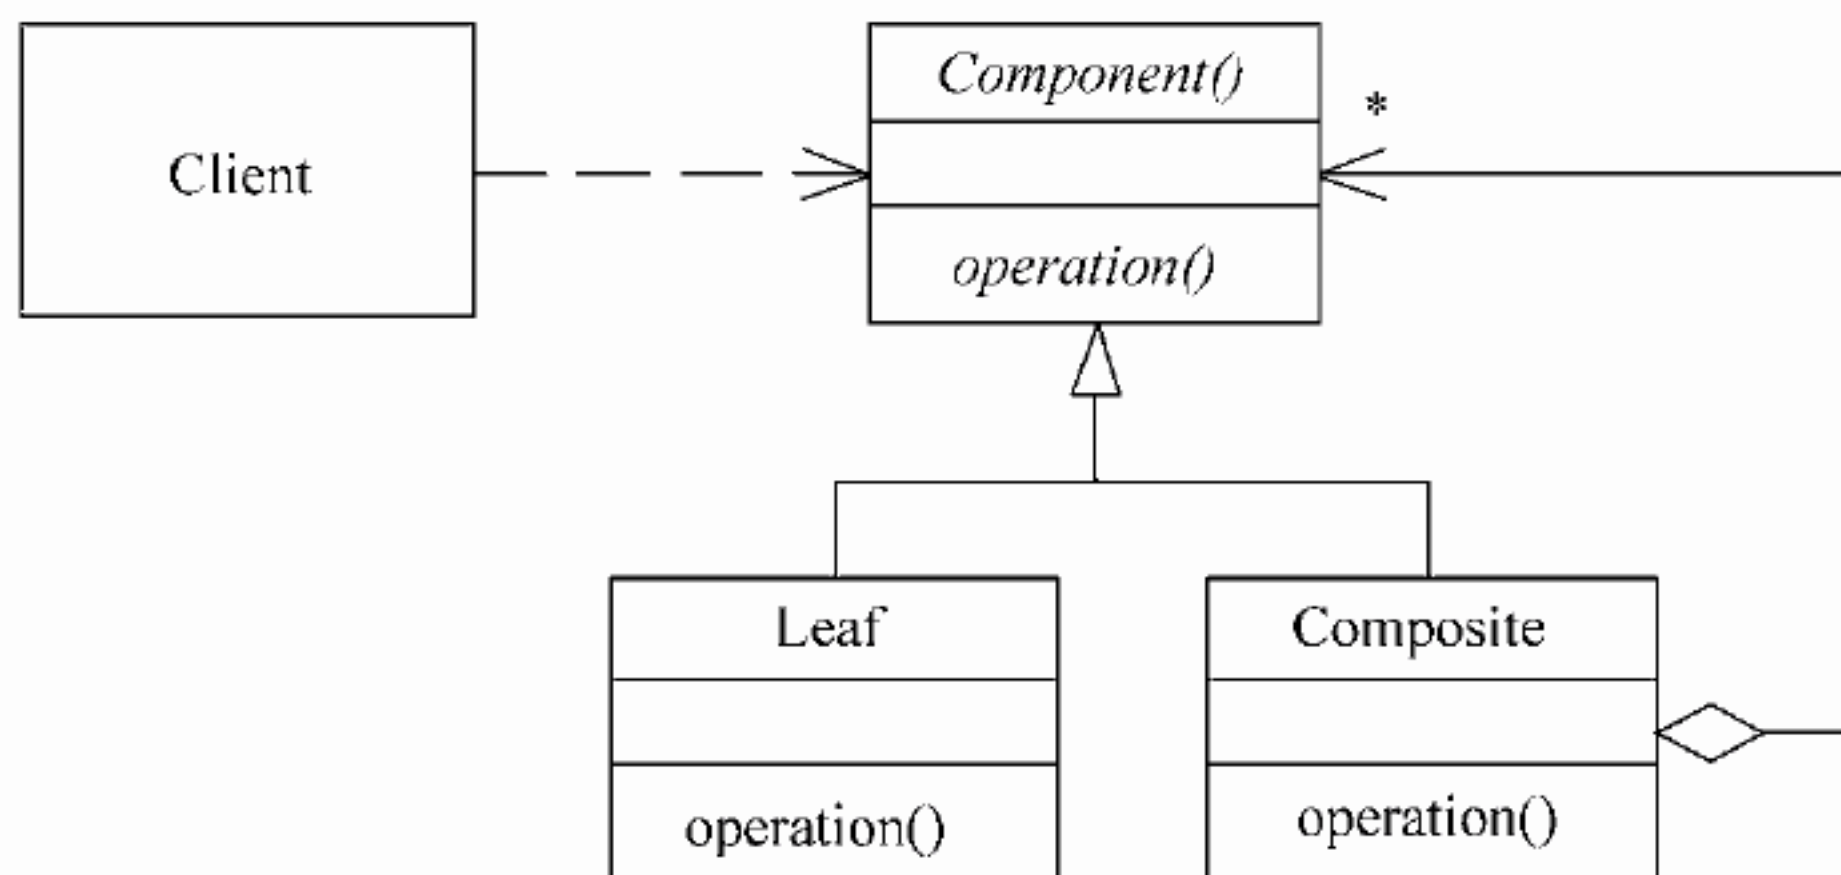 Client
Component()
*
operation()
Leaf
Composite
operation()
operation()